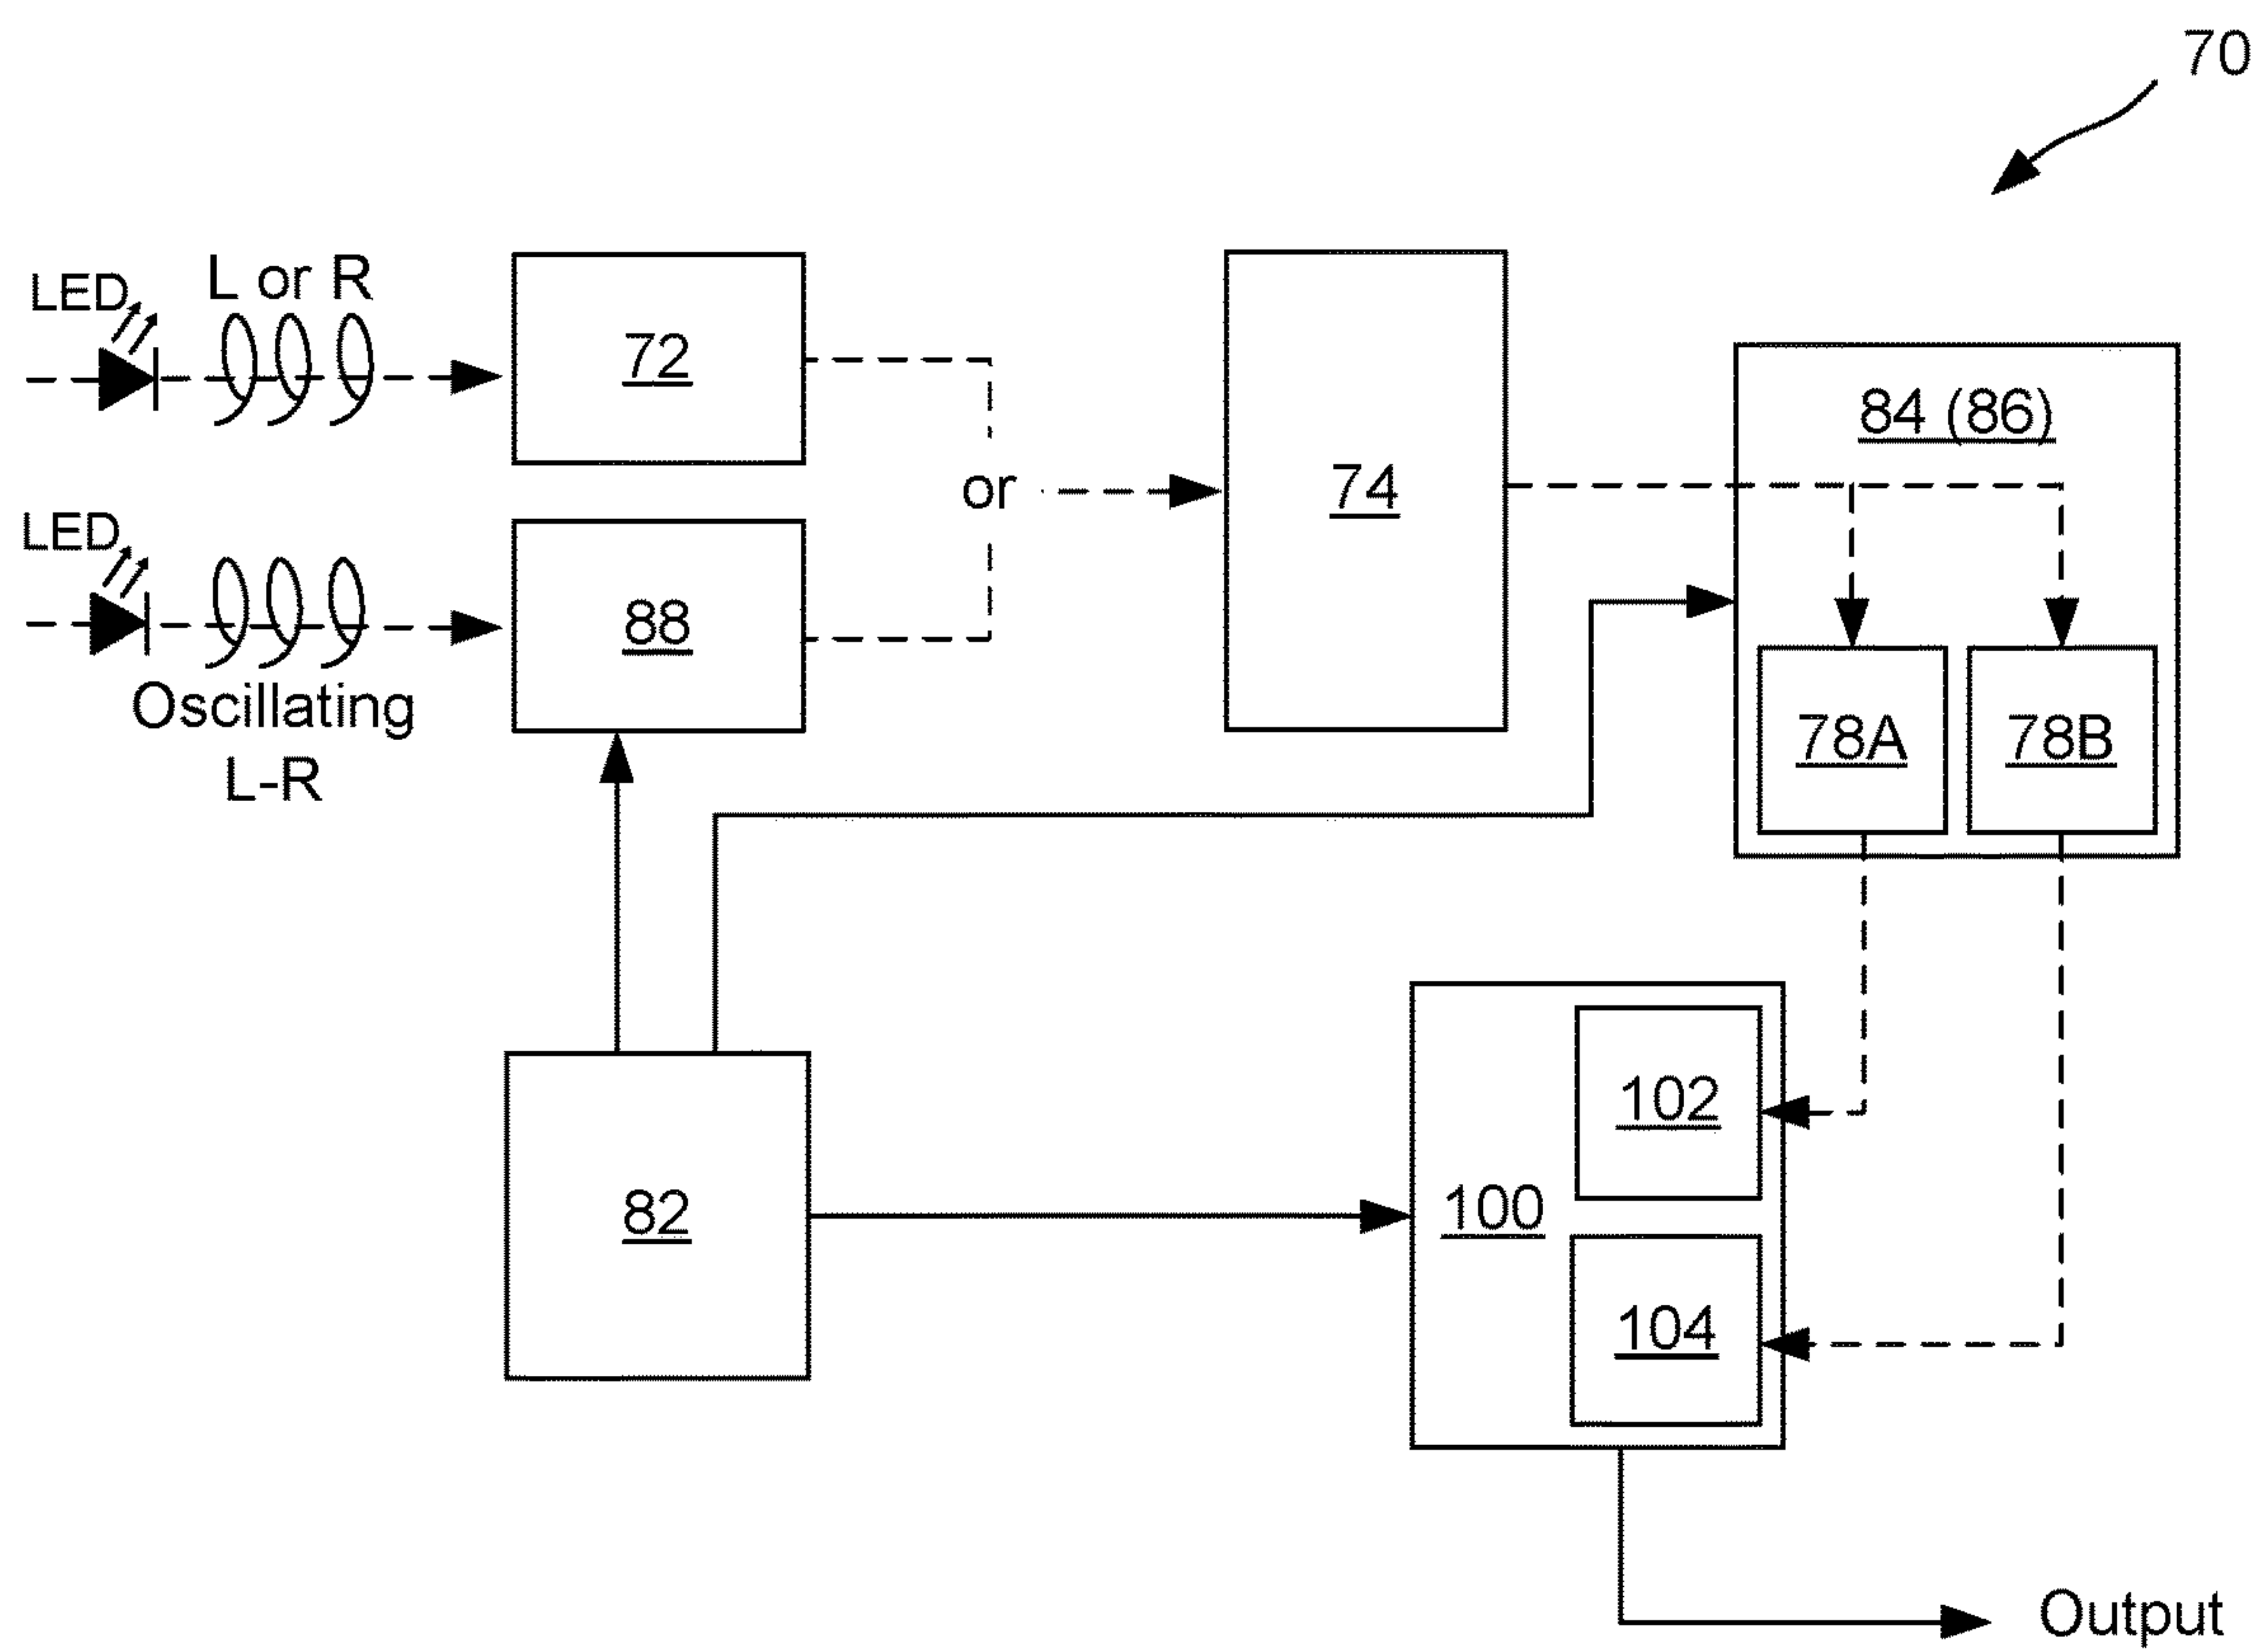 70
LED
L or R
72
LED
88
or
74
84 (86)
78A
78B
Oscillating
L-R
82
100
102
104
Output